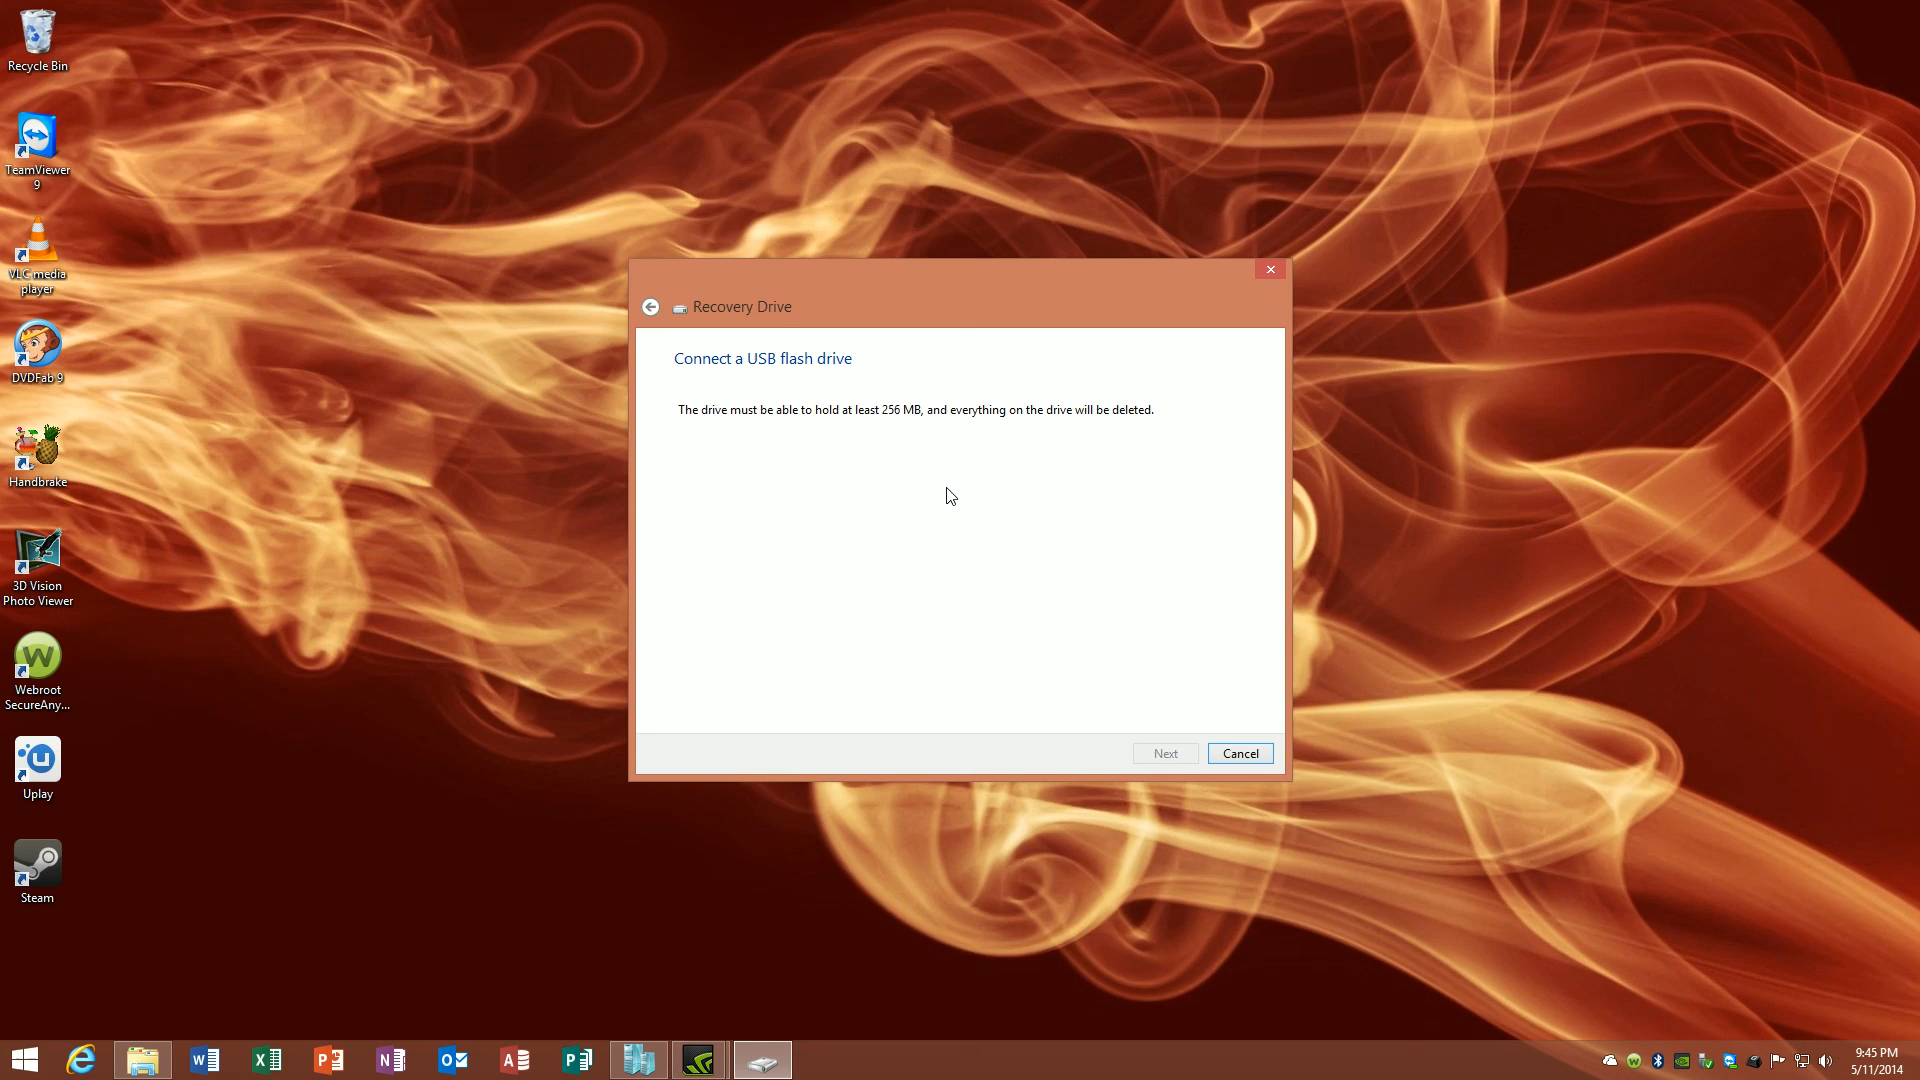 Recycle Bin
TeamViewer
9
VLC media
player
DVDFab 9
Handbrake
3D Vision
Photo Viewer
Webroot
SecureAny...
Uplay
Steam
Recovery Drive
Connect a USB flash drive
The drive must be able to hold at least 256 MB, and everything on the drive will be deleted.
Next
Cancel
9:45 PM
5/11/2014